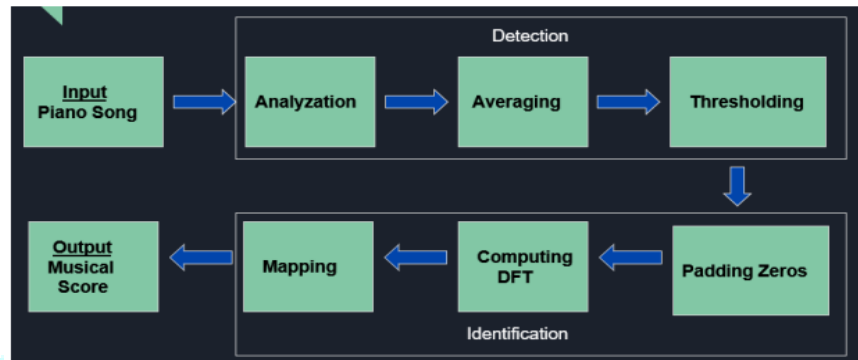 Detection
Input
Piano Song
Analyzation
Averaging
Thresholding
Output
Musical
Score
Mapping
Computing
DFT
Padding Zeros
Identification